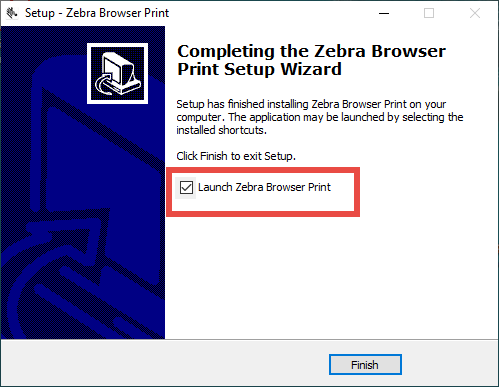 Setup - Zebra Browser Print
Completing the Zebra Browser
Print Setup Wizard
Setup has finished installing Zebra Browser Print on your
computer. The application may be launched by selecting the
installed shortcuts.
Click Finish to exit Setup.
Launch Zebra Browser Print
Finish